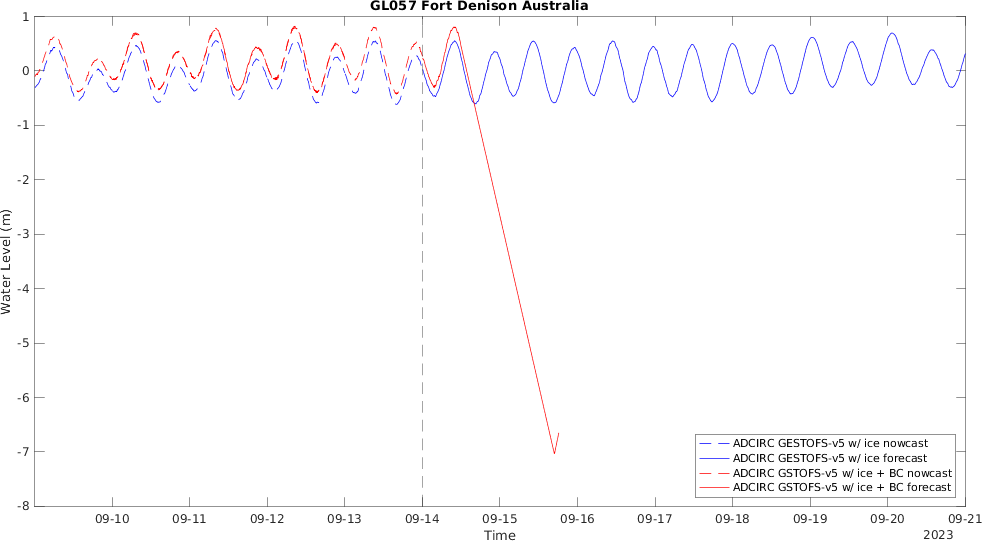 GL057 Fort Denison Australia
Water Level (m)
1
0
-1
-2
-3
-4
-5
-6
-7
-8
ADCIRC GESTOFS-v5 w/ ice nowcast
ADCIRC GESTOFS-v5 w/ ice forecast
ADCIRC GSTOFS-v5 w/ ice + BC nowcast
ADCIRC GSTOFS-v5 w/ ice + BC forecast
09-10 09-11 09-12 09-13 09-14 09-15 09-16 09-17 09-18 09-19 09-20 09-21
Time
2023